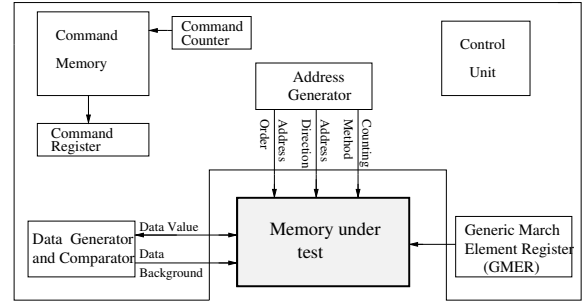 Command
Memory
Command
Counter
Control
Unit
Address
Generator
Command
Register
Address
Order
Address
Direction
Counting
Method
Memory under
test
Data Generator
and Comparator
Data Value
Data
Background
Generic March
Element Register
(GMER)